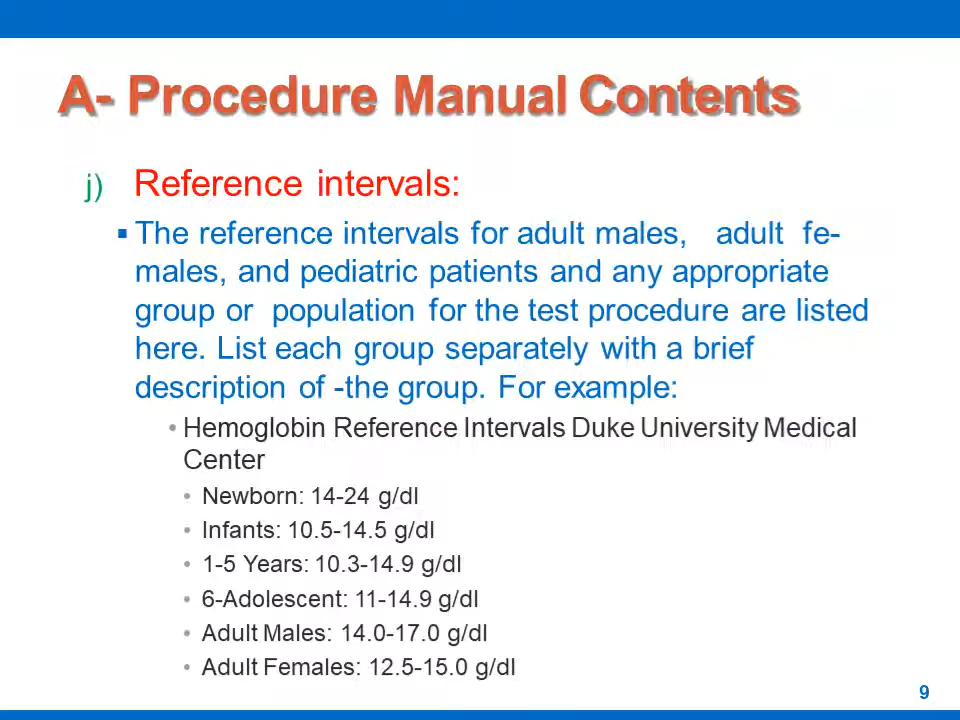 A- Procedure Manual Contents
j) Reference intervals:
▪ The reference intervals for adult males, adult fe-
males, and pediatric patients and any appropriate
group or population for the test procedure are listed
here. List each group separately with a brief
description of -the group. For example:
• Hemoglobin Reference Intervals Duke University Medical
Center
• Newborn: 14-24 g/dl
• Infants: 10.5-14.5 g/dl
• 1-5 Years: 10.3-14.9 g/dl
• 6-Adolescent: 11-14.9 g/dl
• Adult Males: 14.0-17.0 g/dl
• Adult Females: 12.5-15.0 g/dl
9